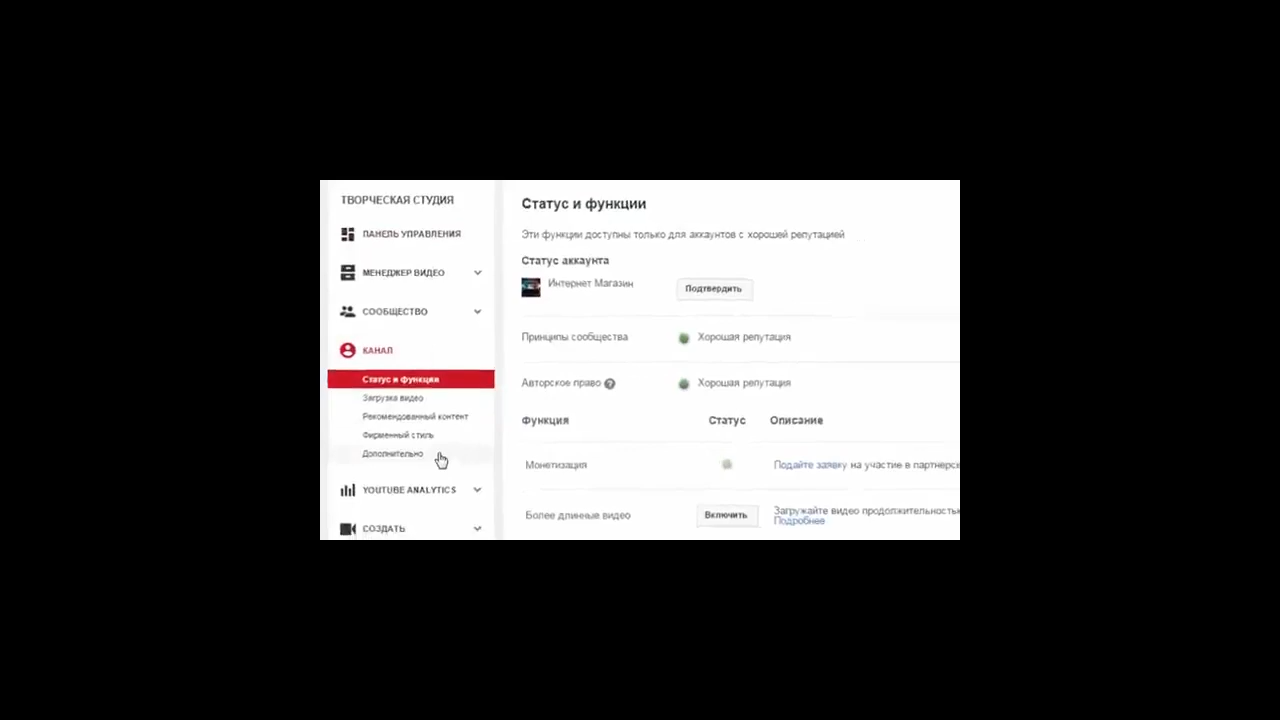 ТВОРЧЕСКАЯ СТУДИЯ
ПАНЕЛЬ УПРАВЛЕНИЯ
МЕНЕДЖЕР ВИДЕО
СООБЩЕСТВО
КАНАЛ
Статус и функции
Загрузка видео
Рекомендованный контент
Фирменный стиль
Дополнительно
YOUTUBE ANALYTICS
СОЗДАТЬ
Статус и функции
Эти функции доступны только для аккаунтов с хорошей репутацией
Статус аккаунта
Интернет Магазин Подтвердить
Принципы сообщества Хорошая репутация
Авторское право ? Хорошая репутация
Функция Статус Описание
Монетизация Подайте заявку на участие в партнерск
Более длинные видео Включить Загружайте видео продолжительностью
Подробнее